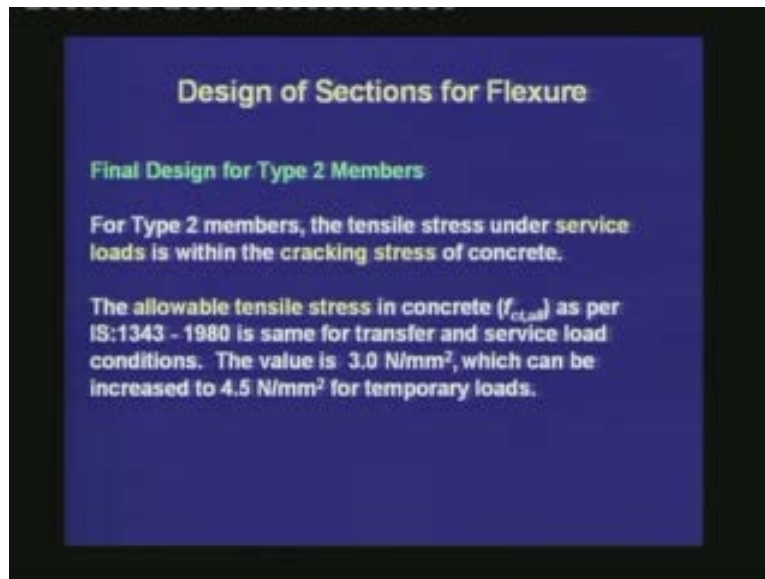 Design of Sections for Flexure
Final Design for Type 2 Members
For Type 2 members, the tensile stress under service
loads is within the cracking stress of concrete.
The allowable tensile stress in concrete (fct,all) as per
IS:1343 - 1980 is same for transfer and service load
conditions. The value is 3.0 N/mm², which can be
increased to 4.5 N/mm² for temporary loads.